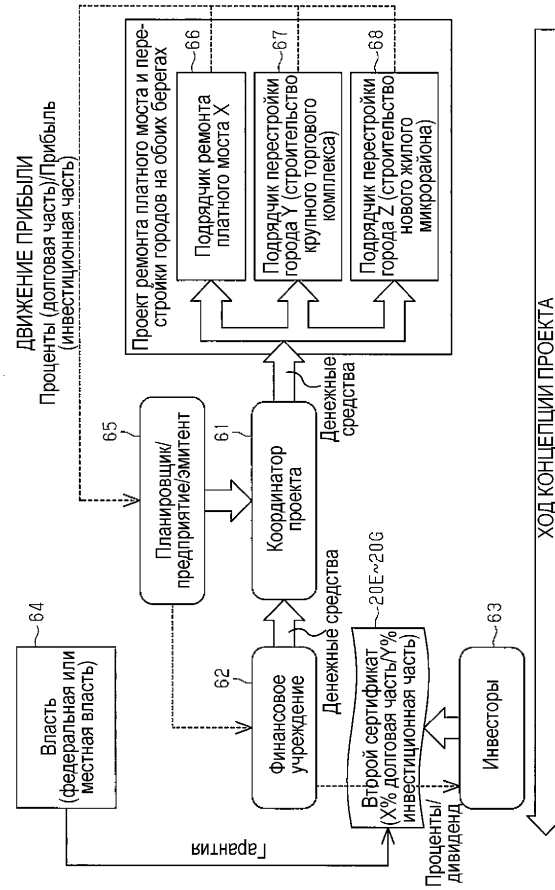 ДВИЖЕНИЕ ПРИБЫЛИ
Проценты (долговая часть)/Прибыль
(инвестиционная часть)
64
Власть
(федеральная или
местная власть)
65
Планировщик/
предприятие/эмитент
Проект ремонта платного моста и пере-
стройки городов на обоих берегах
66
Подрядчик ремонта
платного моста X
67
Подрядчик перестройки
города Y (строительство
крупного торгового
комплекса)
68
Подрядчик перестройки
города Z (строительство
нового жилого
микрорайона)
Гарантия
62
Финансовое
учреждение
Денежные средства
61
Координатор
проекта
Денежные
средства
20E~20G
Второй сертификат
(X% долговая часть/Y%
инвестиционная часть)
Проценты/
дивиденд
63
Инвесторы
ХОД КОНЦЕПЦИИ ПРОЕКТА